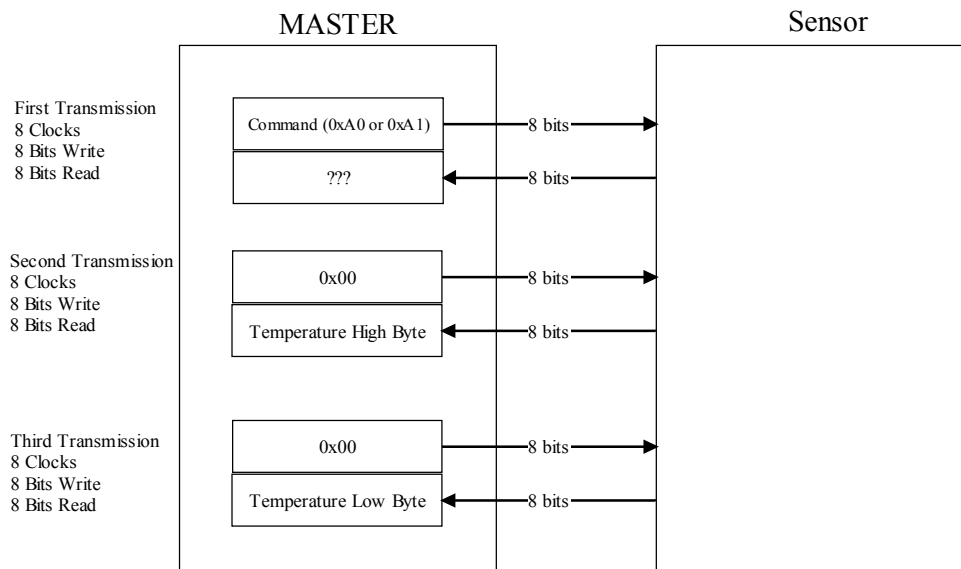 MASTER
Sensor
First Transmission
8 Clocks
8 Bits Write
8 Bits Read
Command (0xA0 or 0xA1)
8 bits
???
8 bits
Second Transmission
8 Clocks
8 Bits Write
8 Bits Read
0x00
8 bits
Temperature High Byte
8 bits
Third Transmission
8 Clocks
8 Bits Write
8 Bits Read
0x00
8 bits
Temperature Low Byte
8 bits